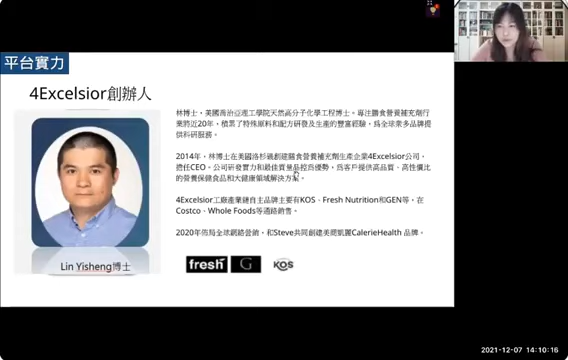 平台實力
4Excelsior創辦人
林博士，美國喬治亞理工學院天然高分子化學工程博士。專注膳食營養補充劑行
業將近20年，積累了特殊原料和配方研發及生產的豐富經驗，為全球眾多品牌提
供科研服務。
2014年，林博士在美國洛杉磯創建膳食營養補充劑生產企業4Excelsior公司，
擔任CEO。公司以研發實力和最佳質量品控為優勢，爲客戶提供高品質、高性價比
的營養保健食品和大健康領域解決方案。
4Excelsior工廠產業鏈自主品牌主要有KOS、Fresh Nutrition和GEN等，在
Costco、Whole Foods等通路銷售。
2020年佈局全球網絡營銷，和Steve共同創建美商凱麗CalerieHealth 品牌。
Lin Yisheng博士
fresh
G
KOS
2021-12-07 14:10:16